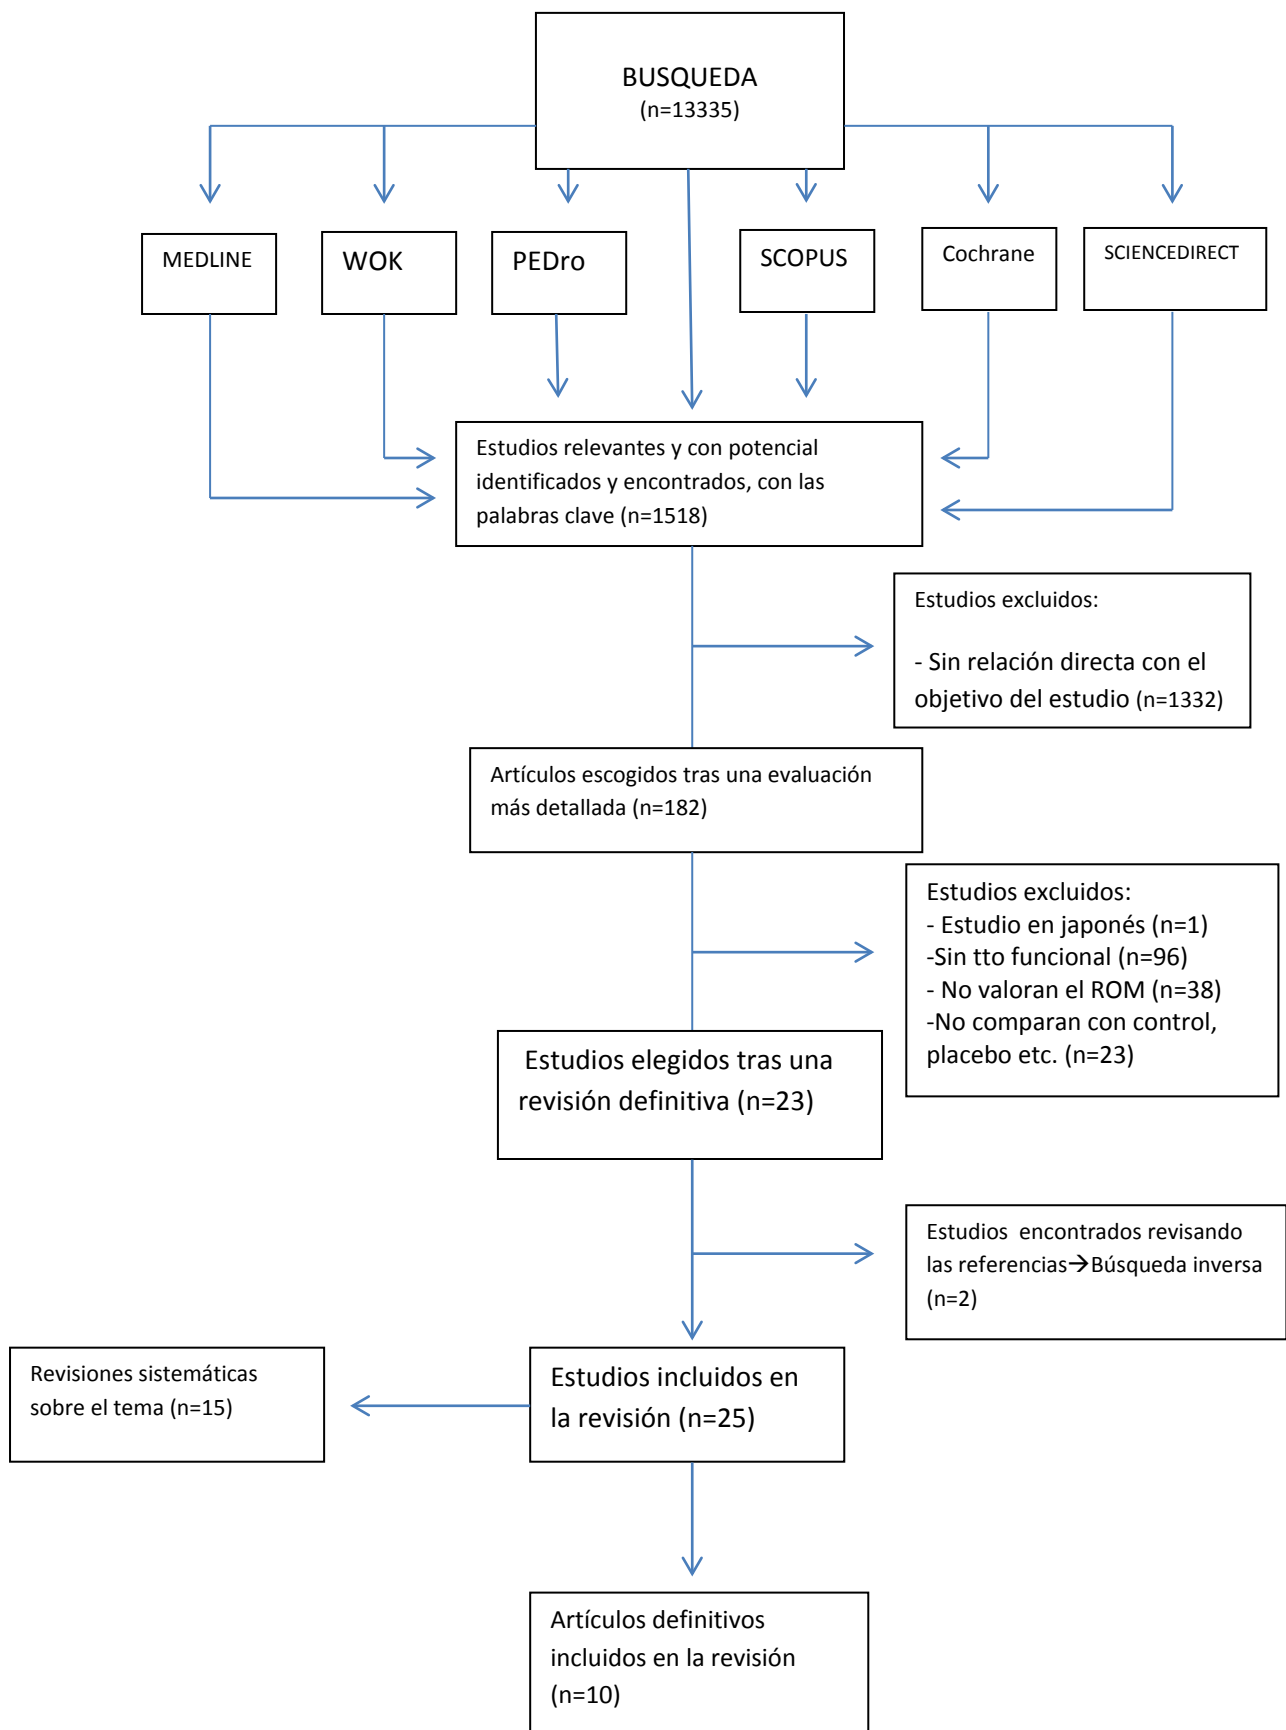 BUSQUEDA
(n=13335)
MEDLINE
WOK
PEDro
SCOPUS
Cochrane
SCIENCEDIRECT
Estudios relevantes y con potencial
identificados y encontrados, con las
palabras clave (n=1518)
Estudios excluidos:
- Sin relación directa con el
objetivo del estudio (n=1332)
Artículos escogidos tras una evaluación
más detallada (n=182)
Estudios excluidos:
- Estudio en japonés (n=1)
-Sin tto funcional (n=96)
- No valoran el ROM (n=38)
-No comparan con control,
placebo etc. (n=23)
Estudios elegidos tras una
revisión definitiva (n=23)
Estudios encontrados revisando
las referencias→Búsqueda inversa
(n=2)
Revisiones sistemáticas
sobre el tema (n=15)
Estudios incluidos en
la revisión (n=25)
Artículos definitivos
incluidos en la revisión
(n=10)